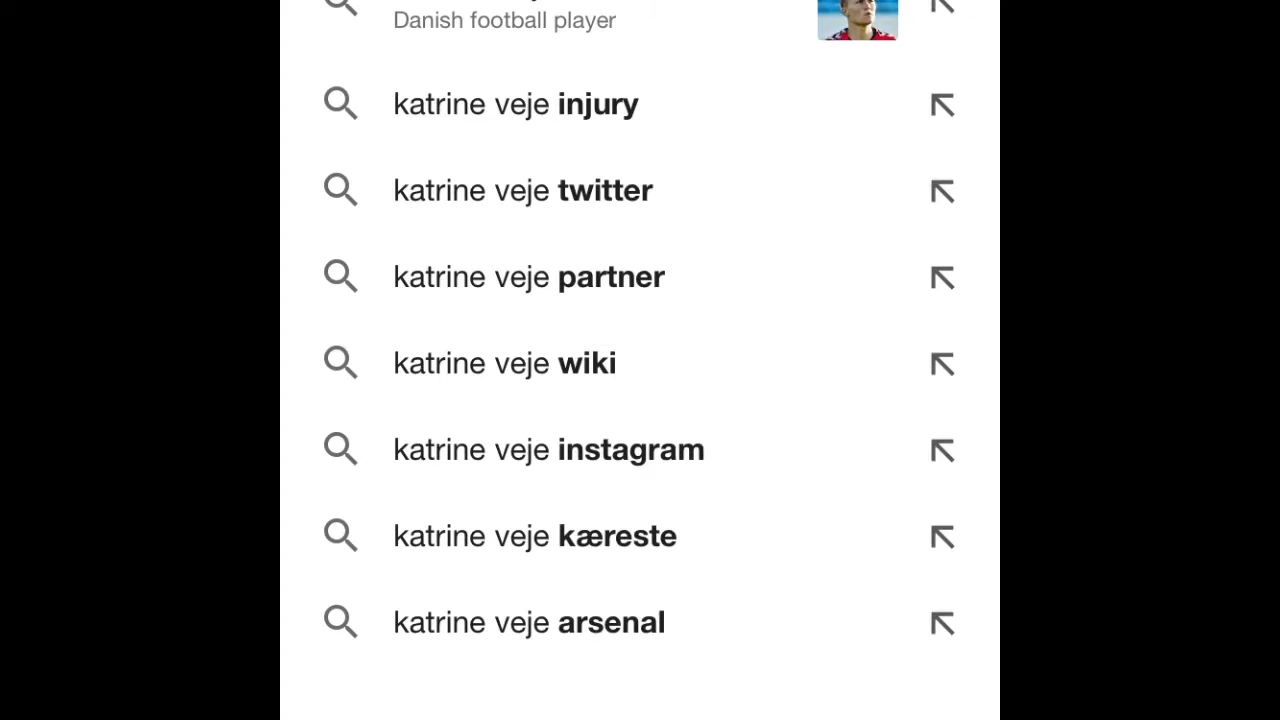 Danish football player
katrine veje injury
katrine veje twitter
katrine veje partner
katrine veje wiki
katrine veje instagram
katrine veje kæreste
katrine veje arsenal